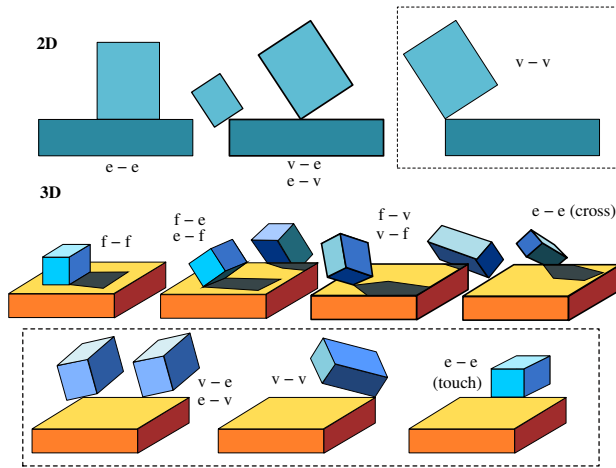 2D
v – v
e – e
v – e
e – v
3D
f – f
f – e
e – f
f – v
v – f
e – e (cross)
v – e
e – v
v – v
e – e
(touch)